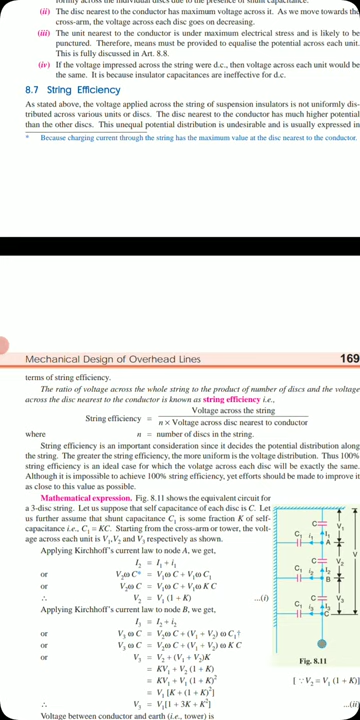 formly across the individual discs due to the presence of shunt capacitance.
(ii) The disc nearest to the conductor has maximum voltage across it. As we move towards the
cross-arm, the voltage across each disc goes on decreasing.
(iii) The unit nearest to the conductor is under maximum electrical stress and is likely to be
punctured. Therefore, means must be provided to equalise the potential across each unit.
This is fully discussed in Art. 8.8.
(iv) If the voltage impressed across the string were d.c., then voltage across each unit would be
the same. It is because insulator capacitances are ineffective for d.c.
8.7 String Efficiency
As stated above, the voltage applied across the string of suspension insulators is not uniformly dis-
tributed across various units or discs. The disc nearest to the conductor has much higher potential
than the other discs. This unequal potential distribution is undesirable and is usually expressed in
* Because charging current through the string has the maximum value at the disc nearest to the conductor.
Mechanical Design of Overhead Lines 169
terms of string efficiency.
The ratio of voltage across the whole string to the product of number of discs and the voltage
across the disc nearest to the conductor is known as string efficiency i.e.,
String efficiency = Voltage across the string / n × Voltage across disc nearest to conductor
where n = number of discs in the string.
String efficiency is an important consideration since it decides the potential distribution along
the string. The greater the string efficiency, the more uniform is the voltage distribution. Thus 100%
string efficiency is an ideal case for which the volatge across each disc will be exactly the same.
Although it is impossible to achieve 100% string efficiency, yet efforts should be made to improve it
as close to this value as possible.
Mathematical expression. Fig. 8.11 shows the equivalent circuit for
a 3-disc string. Let us suppose that self capacitance of each disc is C. Let
us further assume that shunt capacitance C₁ is some fraction K of self-
capacitance i.e., C₁ = KC. Starting from the cross-arm or tower, the volt-
age across each unit is V₁,V₂ and V₃ respectively as shown.
Applying Kirchhoff's current law to node A, we get,
I₂ = I₁ + i₁
or V₂ω C* = V₁ω C + V₁ω C₁
or V₂ω C = V₁ω C + V₁ω K C
∴ V₂ = V₁ (1 + K) ...(i)
Applying Kirchhoff's current law to node B, we get,
I₃ = I₂ + i₂
or V₃ ω C = V₂ω C + (V₁ + V₂) ω C₁†
or V₃ ω C = V₂ω C + (V₁ + V₂) ω K C
or V₃ = V₂ + (V₁ + V₂)K
= KV₁ + V₂ (1 + K)
= KV₁ + V₁ (1 + K)² [ ∵ V₂ = V₁ (1 + K)]
= V₁ [K + (1 + K)²]
∴ V₃ = V₁[1 + 3K + K²] ...(ii)
Voltage between conductor and earth (i.e., tower) is
C
C₁ i₁ I₁
A
V₁
C
C₁ i₂ I₂
B
V₂
V
C
C₁ i₃ I₃
C
V₃
Fig. 8.11